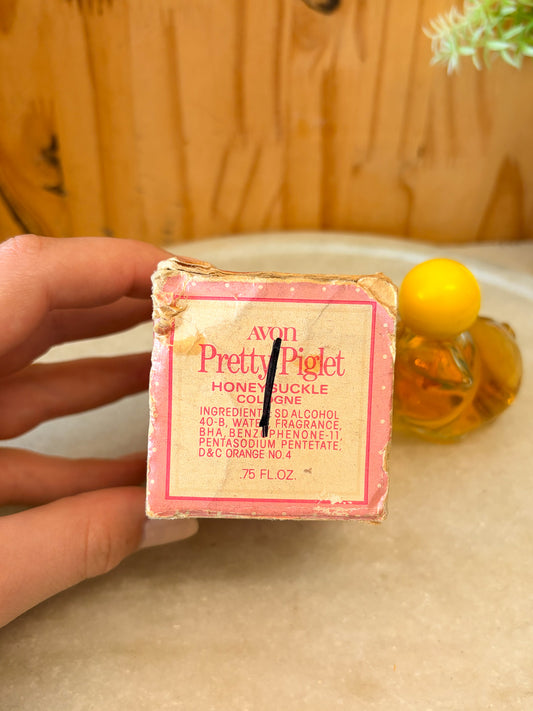 AVON
Pretty Piglet
HONEYSUCKLE
COLOGNE
INGREDIENTS SD ALCOHOL
40-B, WATER, FRAGRANCE,
BHA, BENZOPHENONE-11,
PENTASODIUM PENTETATE,
D&C ORANGE NO. 4
.75 FL. OZ.